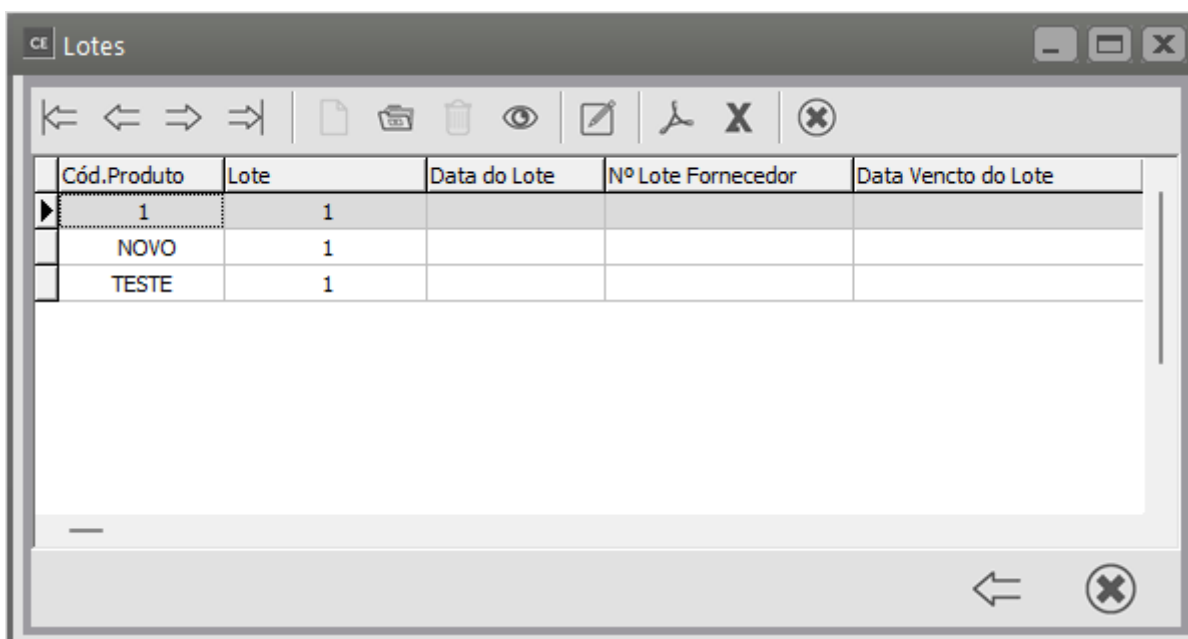 CE Lotes
Cód.Produto Lote Data do Lote Nº Lote Fornecedor Data Vencto do Lote
1 1
NOVO 1
TESTE 1